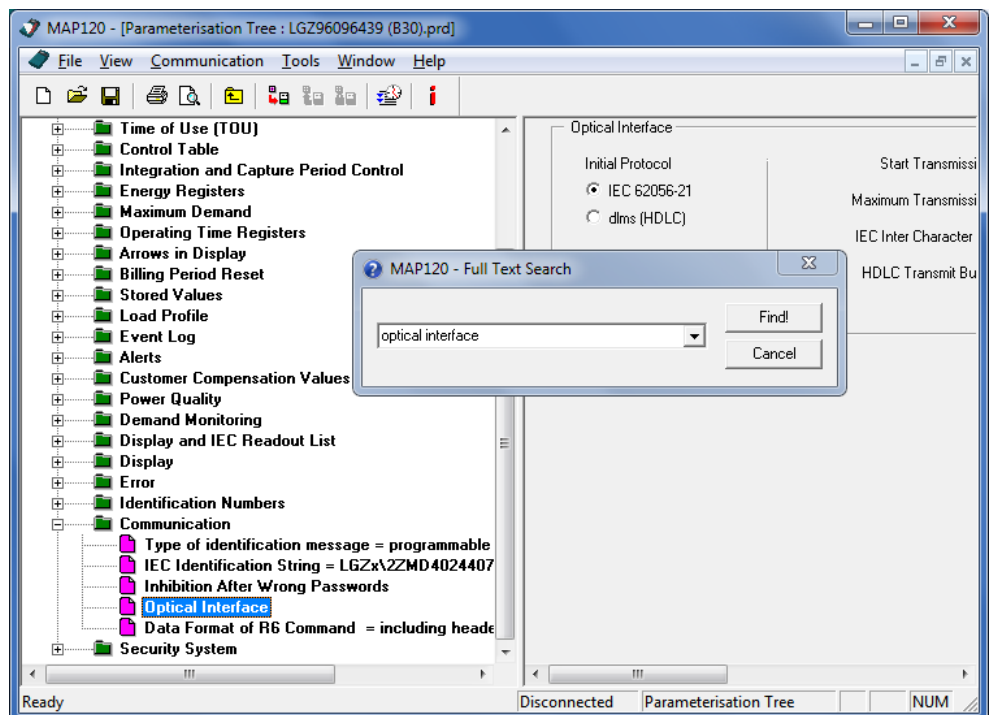 MAP120 - [Parameterisation Tree : LGZ96096439 (B30).prd]
File View Communication Tools Window Help
Time of Use (TOU)
Control Table
Integration and Capture Period Control
Energy Registers
Maximum Demand
Operating Time Registers
Arrows in Display
Billing Period Reset
Stored Values
Load Profile
Event Log
Alerts
Customer Compensation Values
Power Quality
Demand Monitoring
Display and IEC Readout List
Display
Error
Identification Numbers
Communication
Type of identification message = programmable
IEC Identification String = LGZx\2ZMD4024407
Inhibition After Wrong Passwords
Optical Interface
Data Format of R6 Command = including heade
Security System
Optical Interface
Initial Protocol
IEC 62056-21
dlms (HDLC)
Start Transmissi
Maximum Transmissi
IEC Inter Character
HDLC Transmit Bu
MAP120 - Full Text Search
optical interface
Find!
Cancel
Ready
Disconnected
Parameterisation Tree
NUM